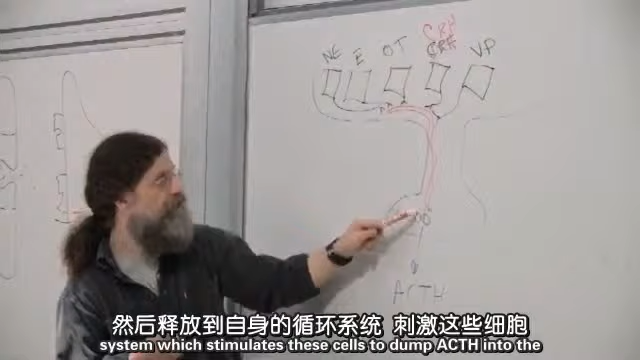 NE E OT CRH VP
CRF
ACTH
然后释放到自身的循环系统 刺激这些细胞
system which stimulates these cells to dump ACTH into the